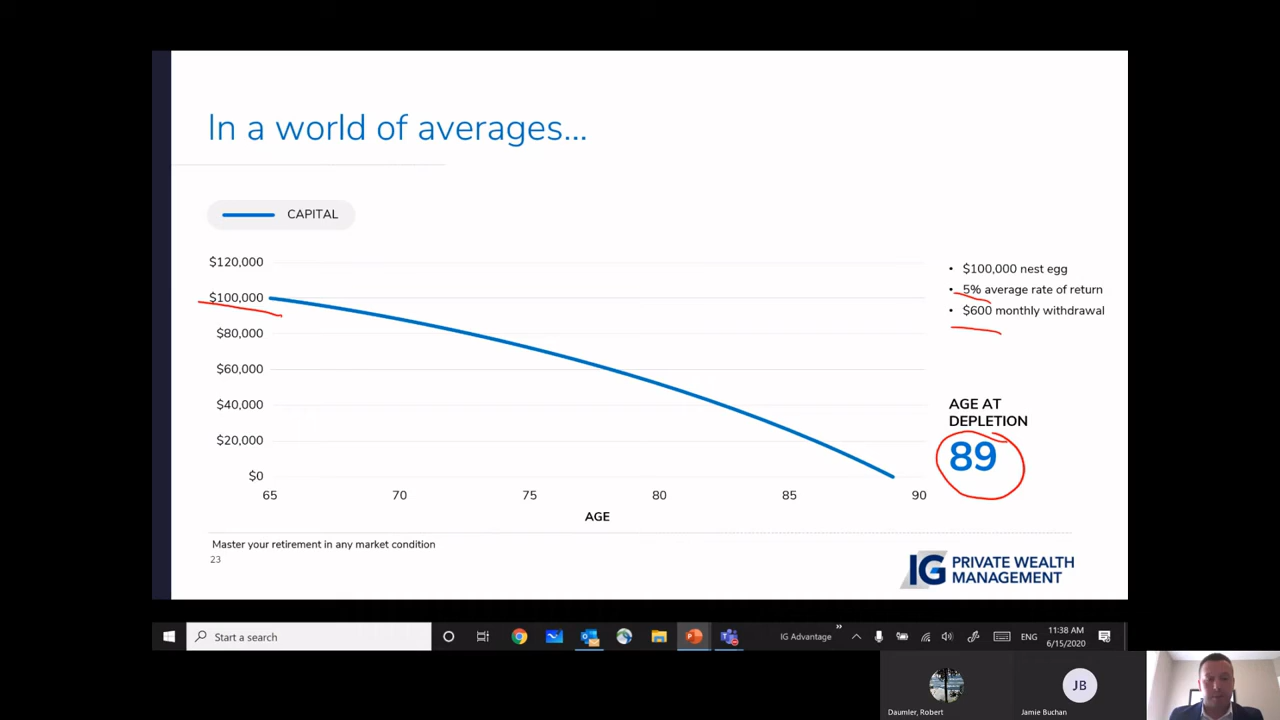 In a world of averages...
CAPITAL
$120,000
$100,000
$80,000
$60,000
$40,000
$20,000
$0
65 70 75 80 85 90
AGE
• $100,000 nest egg
• 5% average rate of return
• $600 monthly withdrawal
AGE AT
DEPLETION
89
Master your retirement in any market condition
23
IG PRIVATE WEALTH
MANAGEMENT
Start a search
IG Advantage
»
ENG
11:38 AM
6/15/2020
JB
Daumler, Robert
Jamie Buchan